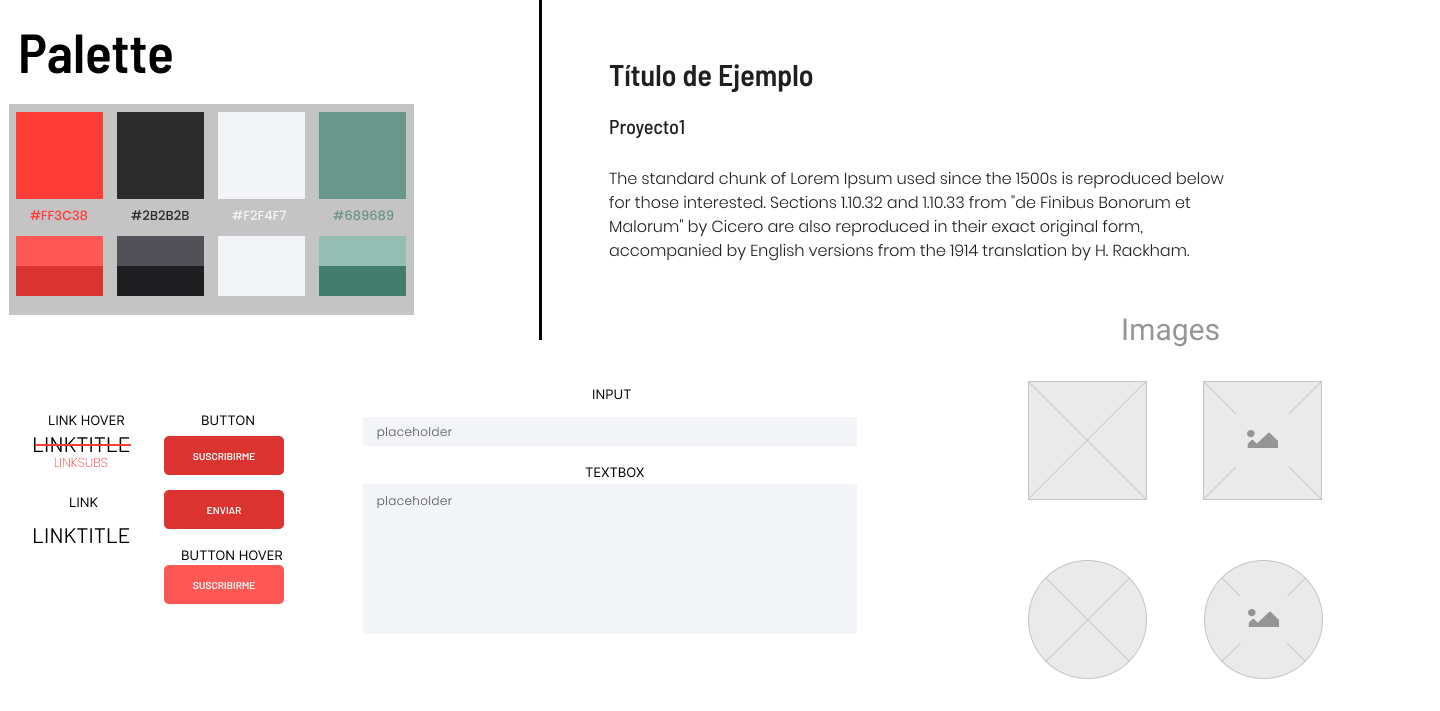 Palette
#FF3C38
#2B2B2B
#F2F4F7
#689689
Título de Ejemplo
Proyecto1
The standard chunk of Lorem Ipsum used since the 1500s is reproduced below
for those interested. Sections 1.10.32 and 1.10.33 from "de Finibus Bonorum et
Malorum" by Cicero are also reproduced in their exact original form,
accompanied by English versions from the 1914 translation by H. Rackham.
LINK HOVER
LINKTITLE
LINKSUBS
LINK
LINKTITLE
BUTTON
SUSCRIBIRME
ENVIAR
BUTTON HOVER
SUSCRIBIRME
INPUT
placeholder
TEXTBOX
placeholder
Images